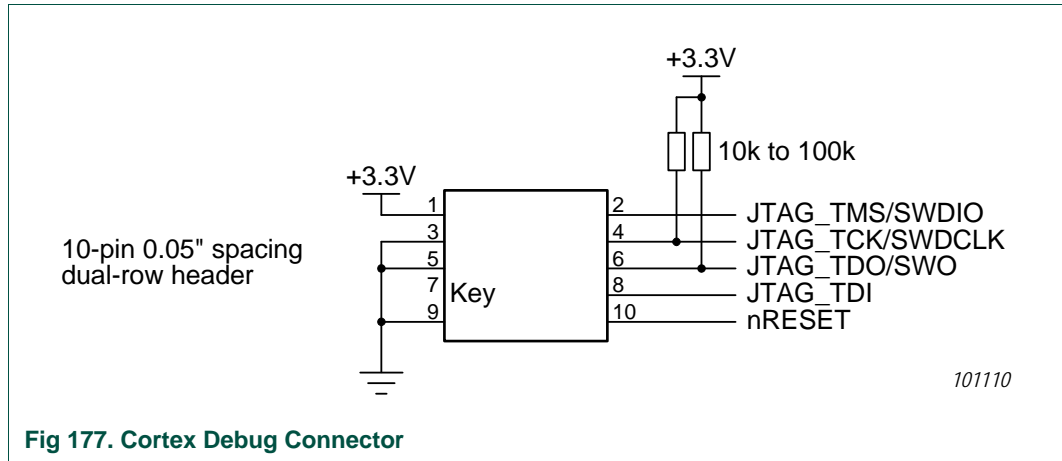 +3.3V
10k to 100k
+3.3V
1 2 JTAG_TMS/SWDIO
3 4 JTAG_TCK/SWDCLK
10-pin 0.05" spacing
dual-row header
5 6 JTAG_TDO/SWO
7 Key 8 JTAG_TDI
9 10 nRESET
101110
Fig 177. Cortex Debug Connector